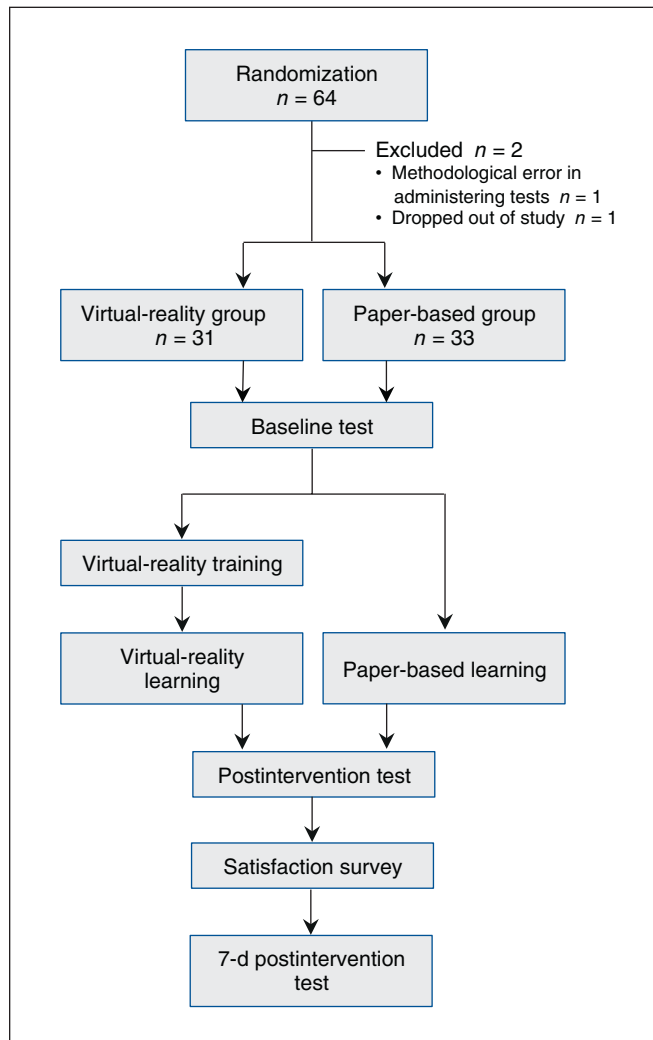 Randomization
n = 64
Excluded n = 2
• Methodological error in
administering tests n = 1
• Dropped out of study n = 1
Virtual-reality group
n = 31
Paper-based group
n = 33
Baseline test
Virtual-reality training
Virtual-reality
learning
Paper-based learning
Postintervention test
Satisfaction survey
7-d postintervention
test